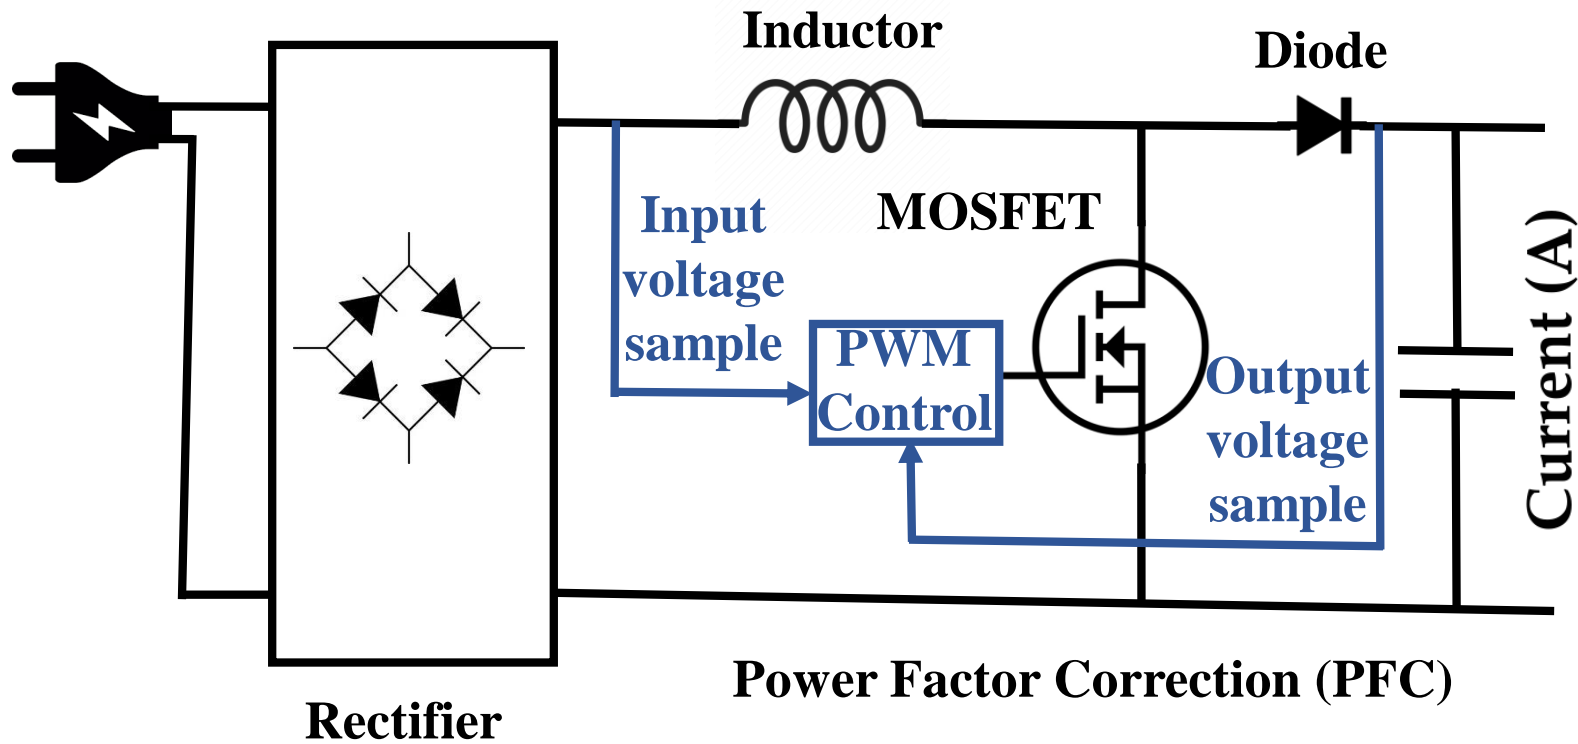 Inductor
Diode
MOSFET
Input
voltage
sample
PWM
Control
Output
voltage
sample
Current (A)
Power Factor Correction (PFC)
Rectifier